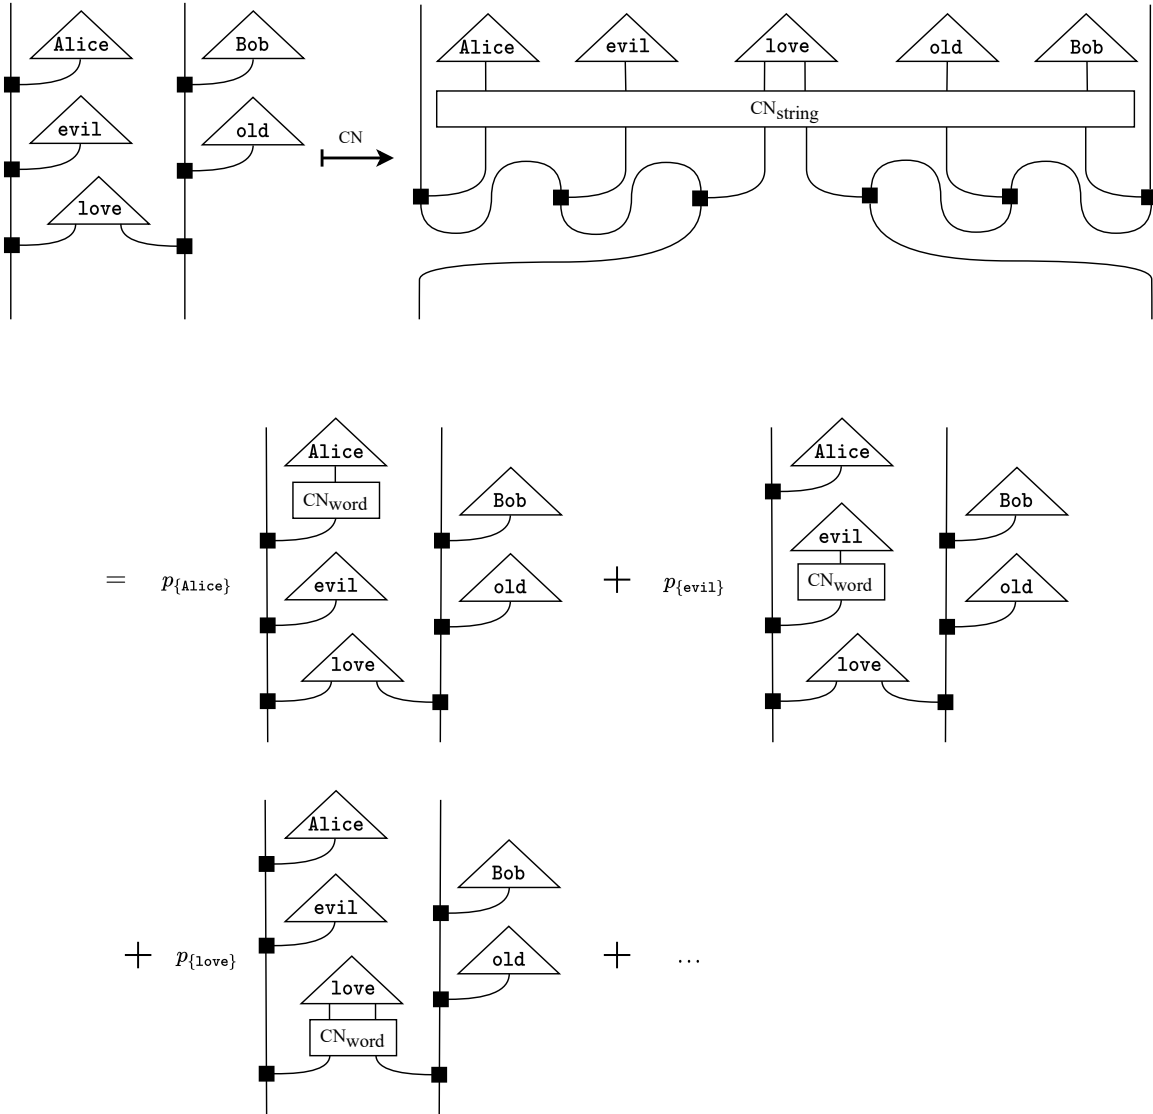 Alice Bob Alice evil love old Bob
CN_string
evil old CN
love
Alice Alice
CN_word Bob evil Bob
= p_{Alice} evil old + p_{evil} CN_word old
love love
Alice
Bob
evil
+ p_{love} love old + ...
CN_word